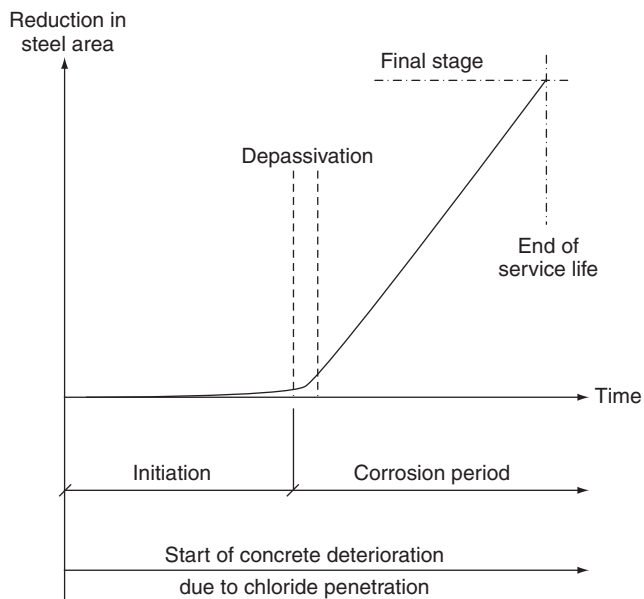 Reduction in
steel area
Final stage
Depassivation
End of
service life
Time
Initiation
Corrosion period
Start of concrete deterioration
due to chloride penetration